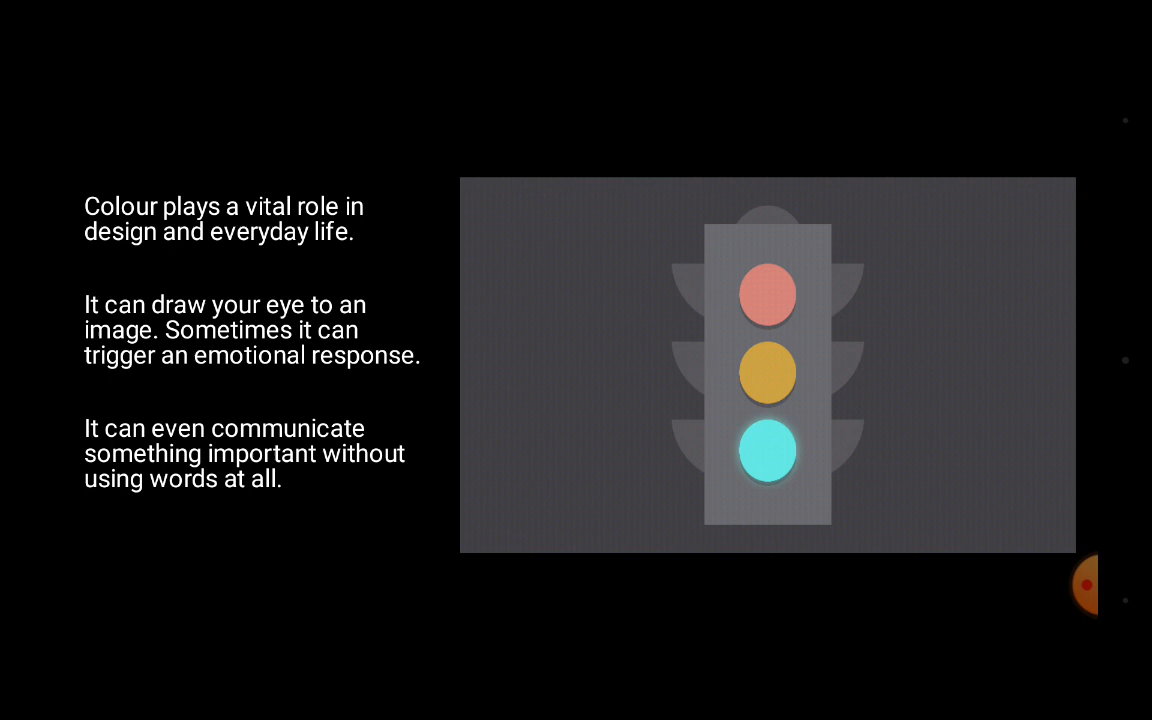 Colour plays a vital role in
design and everyday life.
It can draw your eye to an
image. Sometimes it can
trigger an emotional response.
It can even communicate
something important without
using words at all.